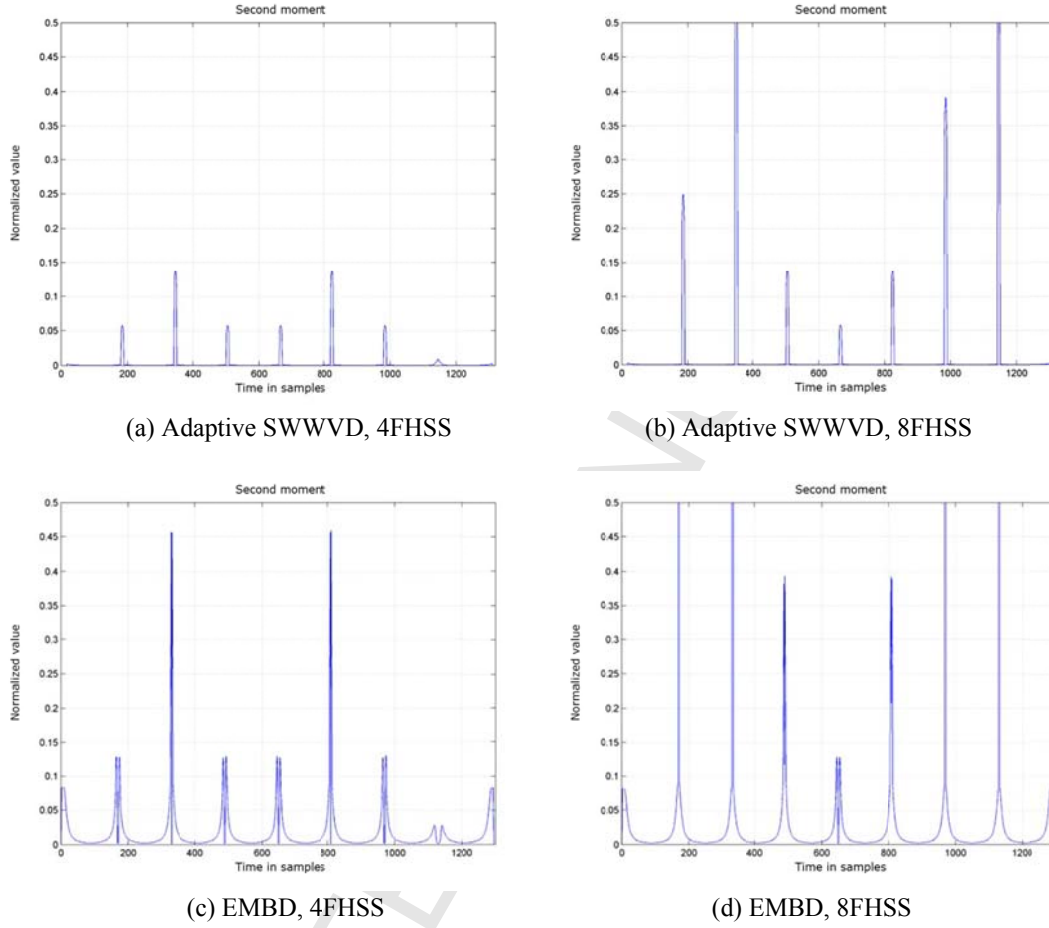 Second moment
Normalized value
0.5
0.45
0.4
0.35
0.3
0.25
0.2
0.15
0.1
0.05
0
0 200 400 600 800 1000 1200
Time in samples
(a) Adaptive SWWVD, 4FHSS
Second moment
Normalized value
0.5
0.45
0.4
0.35
0.3
0.25
0.2
0.15
0.1
0.05
0
0 200 400 600 800 1000 1200
Time in samples
(b) Adaptive SWWVD, 8FHSS
Second moment
Normalized value
0.5
0.45
0.4
0.35
0.3
0.25
0.2
0.15
0.1
0.05
0
0 200 400 600 800 1000 1200
Time in samples
(c) EMBD, 4FHSS
Second moment
Normalized value
0.5
0.45
0.4
0.35
0.3
0.25
0.2
0.15
0.1
0.05
0
0 200 400 600 800 1000 1200
Time in samples
(d) EMBD, 8FHSS